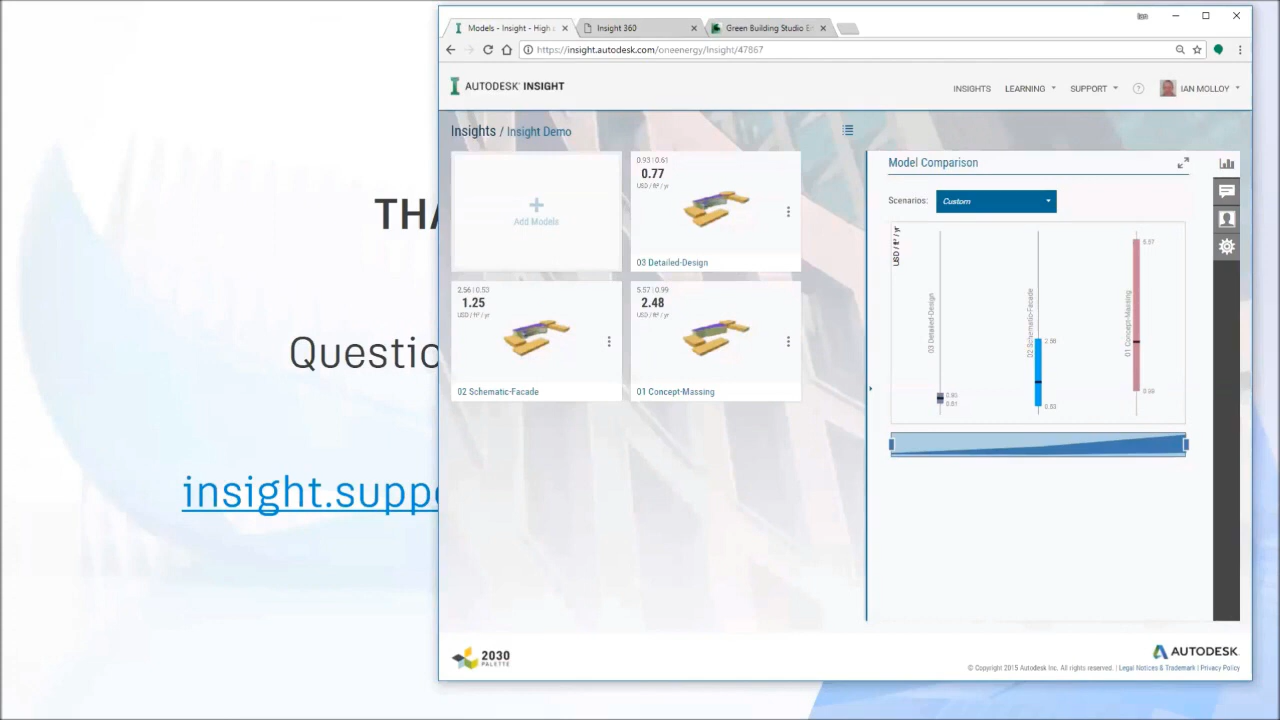 THA
Questio
insight.suppo
Models - Insight - High
Insight 360
Green Building Studio E
Ian
https://insight.autodesk.com/oneenergy/Insight/47867
AUTODESK® INSIGHT
INSIGHTS
LEARNING
SUPPORT
IAN MOLLOY
Insights / Insight Demo
Add Models
0.93 | 0.61
0.77
USD / ft² / yr
03 Detailed-Design
2.56 | 0.53
1.25
USD / ft² / yr
02 Schematic-Facade
5.57 | 0.99
2.48
USD / ft² / yr
01 Concept-Massing
Model Comparison
Scenarios:
Custom
USD / ft² / yr
03 Detailed-Design
02 Schematic-Facade
01 Concept-Massing
2030
PALETTE
AUTODESK.
© Copyright 2015 Autodesk Inc. All rights reserved. | Legal Notices & Trademark | Privacy Policy